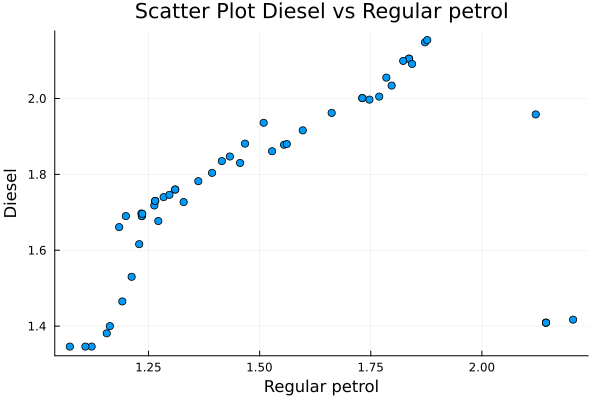 Scatter Plot Diesel vs Regular petrol
Diesel
2.0
1.8
1.6
1.4
1.25
1.50
1.75
2.00
Regular petrol